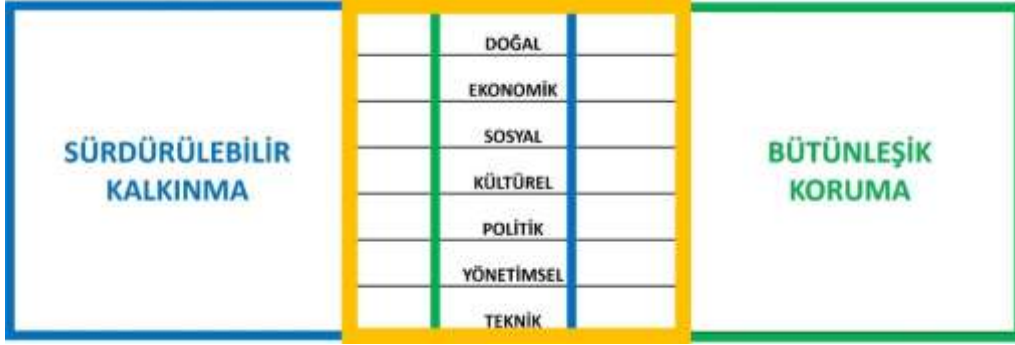 SÜRDÜRÜLEBİLİR
KALKINMA
DOĞAL
EKONOMİK
SOSYAL
KÜLTÜREL
POLİTİK
YÖNETİMSEL
TEKNİK
BÜTÜNLEŞİK
KORUMA